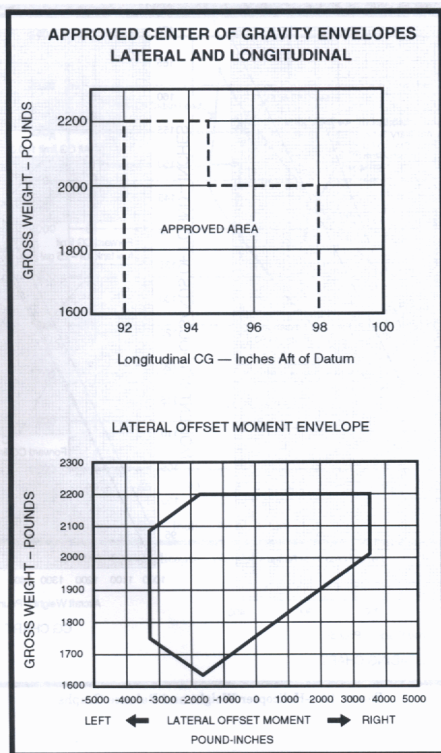 APPROVED CENTER OF GRAVITY ENVELOPES
LATERAL AND LONGITUDINAL
GROSS WEIGHT – POUNDS
2200
2000
1800
1600
APPROVED AREA
92 94 96 98 100
Longitudinal CG — Inches Aft of Datum
LATERAL OFFSET MOMENT ENVELOPE
GROSS WEIGHT – POUNDS
2300
2200
2100
2000
1900
1800
1700
1600
-5000 -4000 -3000 -2000 -1000 0 1000 2000 3000 4000 5000
LEFT ← LATERAL OFFSET MOMENT → RIGHT
POUND-INCHES